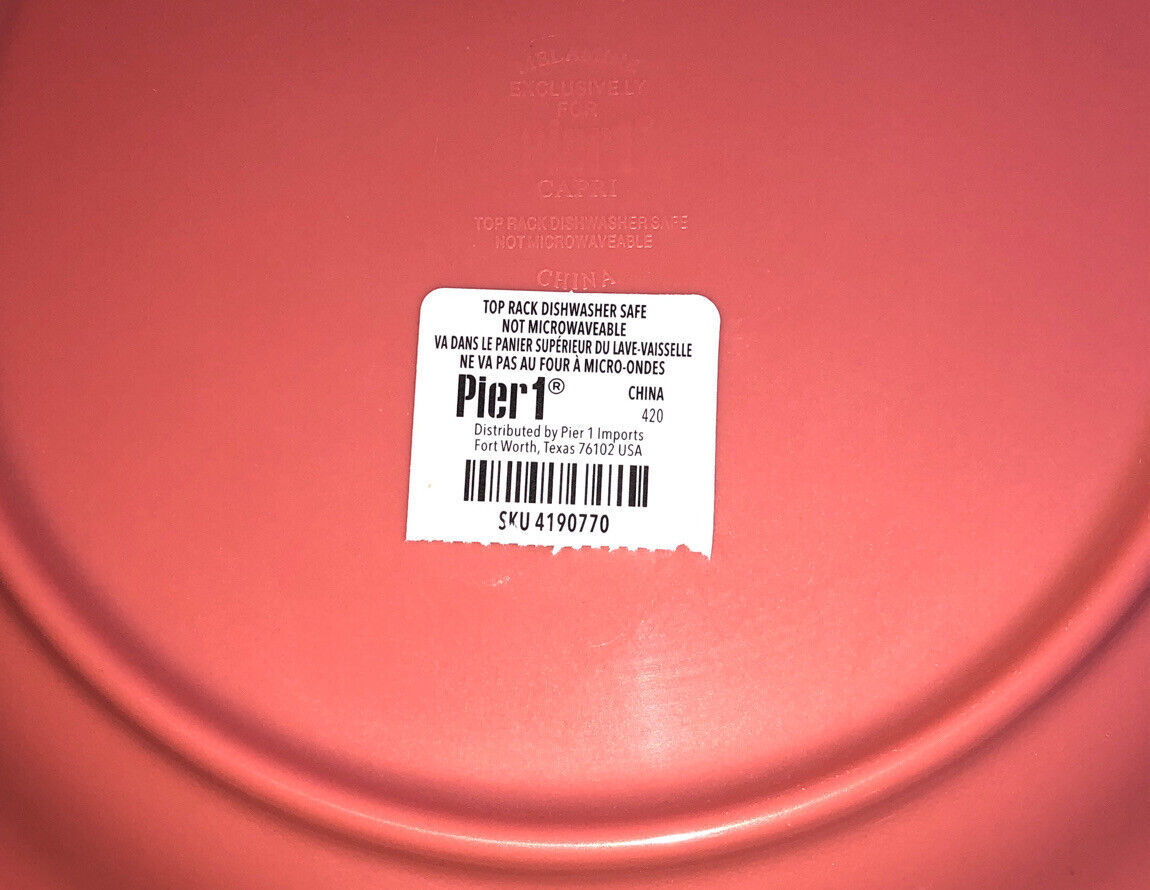 EXCLUSIVELY
FOR
CAPRI
TOP RACK DISHWASHER SAFE
NOT MICROWAVEABLE
CHINA
TOP RACK DISHWASHER SAFE
NOT MICROWAVEABLE
VA DANS LE PANIER SUPÉRIEUR DU LAVE-VAISSELLE
NE VA PAS AU FOUR À MICRO-ONDES
Pier1® CHINA
420
Distributed by Pier 1 Imports
Fort Worth, Texas 76102 USA
SKU 4190770